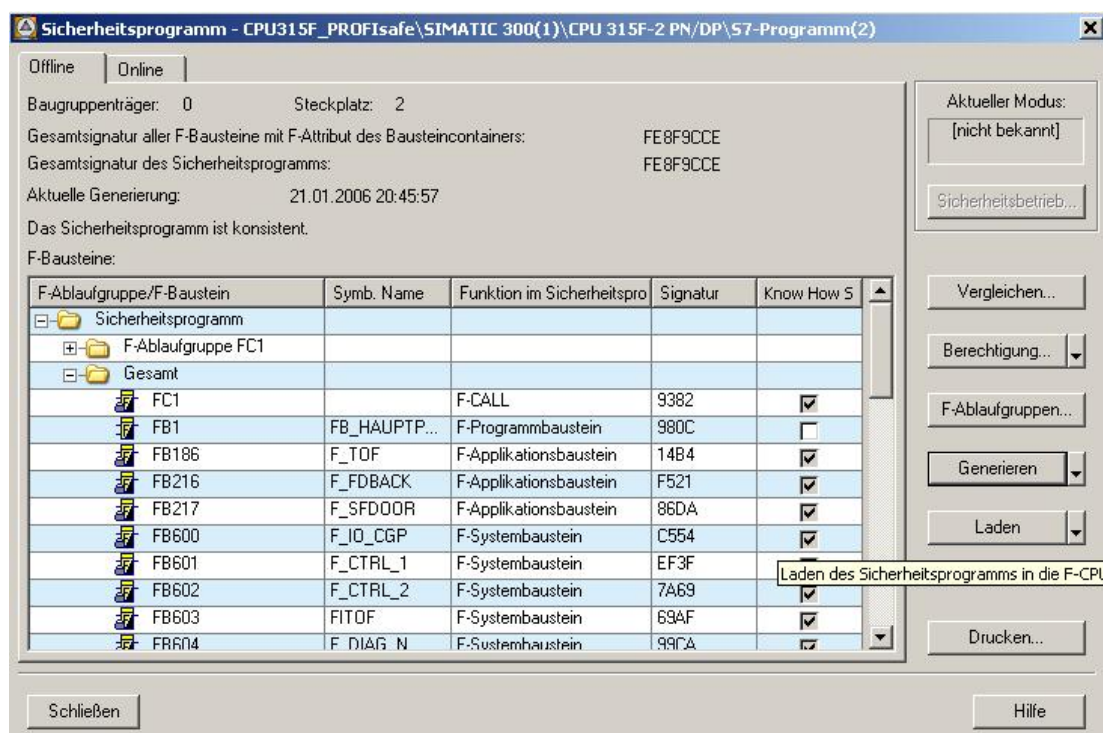 Sicherheitsprogramm - CPU315F_PROFIsafe\SIMATIC 300(1)\CPU 315F-2 PN/DP\S7-Programm(2)
Offline Online
Baugruppenträger: 0 Steckplatz: 2
Gesamtsignatur aller F-Bausteine mit F-Attribut des Bausteincontainers: FE8F9CCE
Gesamtsignatur des Sicherheitsprogramms: FE8F9CCE
Aktuelle Generierung: 21.01.2006 20:45:57
Das Sicherheitsprogramm ist konsistent.
F-Bausteine:
F-Ablaufgruppe/F-Baustein Symb. Name Funktion im Sicherheitspro Signatur Know How S
Sicherheitsprogramm
F-Ablaufgruppe FC1
Gesamt
FC1 F-CALL 9382
FB1 FB_HAUPTP... F-Programmbaustein 980C
FB186 F_TOF F-Applikationsbaustein 14B4
FB216 F_FDBACK F-Applikationsbaustein F521
FB217 F_SFDOOR F-Applikationsbaustein 86DA
FB600 F_IO_CGP F-Systembaustein C554
FB601 F_CTRL_1 F-Systembaustein EF3F
FB602 F_CTRL_2 F-Systembaustein 7A69
FB603 FITOF F-Systembaustein 69AF
FB604 F_DIAG_N F-Systembaustein 99CA
Aktueller Modus:
[nicht bekannt]
Sicherheitsbetrieb...
Vergleichen...
Berechtigung...
F-Ablaufgruppen...
Generieren
Laden
Laden des Sicherheitsprogramms in die F-CPU
Drucken...
Schließen Hilfe